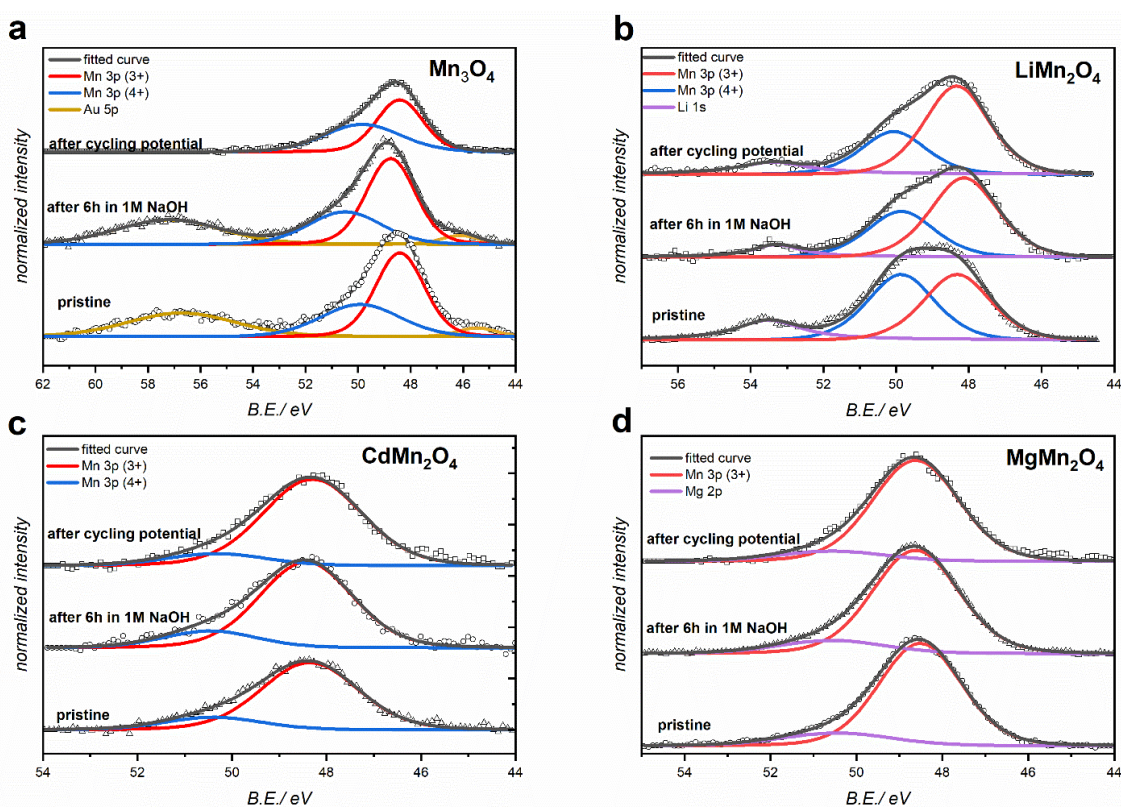 a
fitted curve
Mn 3p (3+)
Mn 3p (4+)
Au 5p
Mn₃O₄
after cycling potential
after 6h in 1M NaOH
pristine
normalized intensity
62 60 58 56 54 52 50 48 46 44
B.E./ eV
b
fitted curve
Mn 3p (3+)
Mn 3p (4+)
Li 1s
LiMn₂O₄
after cycling potential
after 6h in 1M NaOH
pristine
normalized intensity
56 54 52 50 48 46 44
B.E./ eV
c
fitted curve
Mn 3p (3+)
Mn 3p (4+)
CdMn₂O₄
after cycling potential
after 6h in 1M NaOH
pristine
normalized intensity
54 52 50 48 46 44
B.E./ eV
d
fitted curve
Mn 3p (3+)
Mg 2p
MgMn₂O₄
after cycling potential
after 6h in 1M NaOH
pristine
normalized intensity
54 52 50 48 46 44
B.E./ eV